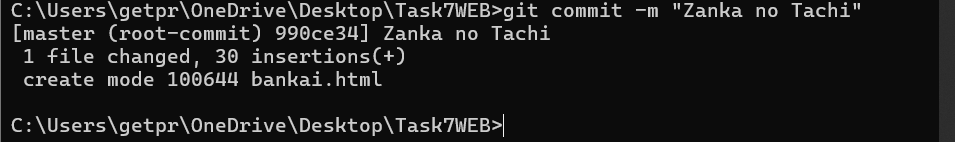 C:\Users\getpr\OneDrive\Desktop\Task7WEB>git commit -m "Zanka no Tachi"
[master (root-commit) 990ce34] Zanka no Tachi
 1 file changed, 30 insertions(+)
 create mode 100644 bankai.html
C:\Users\getpr\OneDrive\Desktop\Task7WEB>